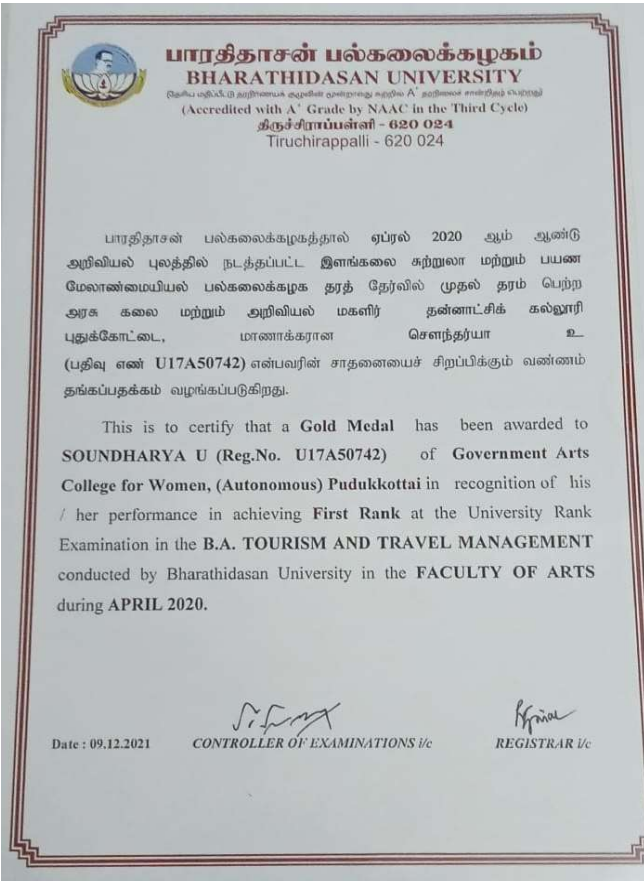 பாரதிதாசன் பல்கலைக்கழகம்
BHARATHIDASAN UNIVERSITY
(தேசிய மதிப்பீட்டு தரநிர்ணயக் குழுவின் மூன்றாவது சுற்றில் A⁺ தரநிலைச் சான்றிதழ் பெற்றது)
(Accredited with A⁺ Grade by NAAC in the Third Cycle)
திருச்சிராப்பள்ளி - 620 024
Tiruchirappalli - 620 024
பாரதிதாசன் பல்கலைக்கழகத்தால் ஏப்ரல் 2020 ஆம் ஆண்டு
அறிவியல் புலத்தில் நடத்தப்பட்ட இளங்கலை சுற்றுலா மற்றும் பயண
மேலாண்மையியல் பல்கலைக்கழக தரத் தேர்வில் முதல் தரம் பெற்ற
அரசு கலை மற்றும் அறிவியல் மகளிர் தன்னாட்சிக் கல்லூரி
புதுக்கோட்டை, மாணாக்கரான சௌந்தர்யா உ
(பதிவு எண் U17A50742) என்பவரின் சாதனையைச் சிறப்பிக்கும் வண்ணம்
தங்கப்பதக்கம் வழங்கப்படுகிறது.
This is to certify that a Gold Medal has been awarded to
SOUNDHARYA U (Reg.No. U17A50742) of Government Arts
College for Women, (Autonomous) Pudukkottai in recognition of his
/ her performance in achieving First Rank at the University Rank
Examination in the B.A. TOURISM AND TRAVEL MANAGEMENT
conducted by Bharathidasan University in the FACULTY OF ARTS
during APRIL 2020.
Date : 09.12.2021 CONTROLLER OF EXAMINATIONS i/c REGISTRAR i/c